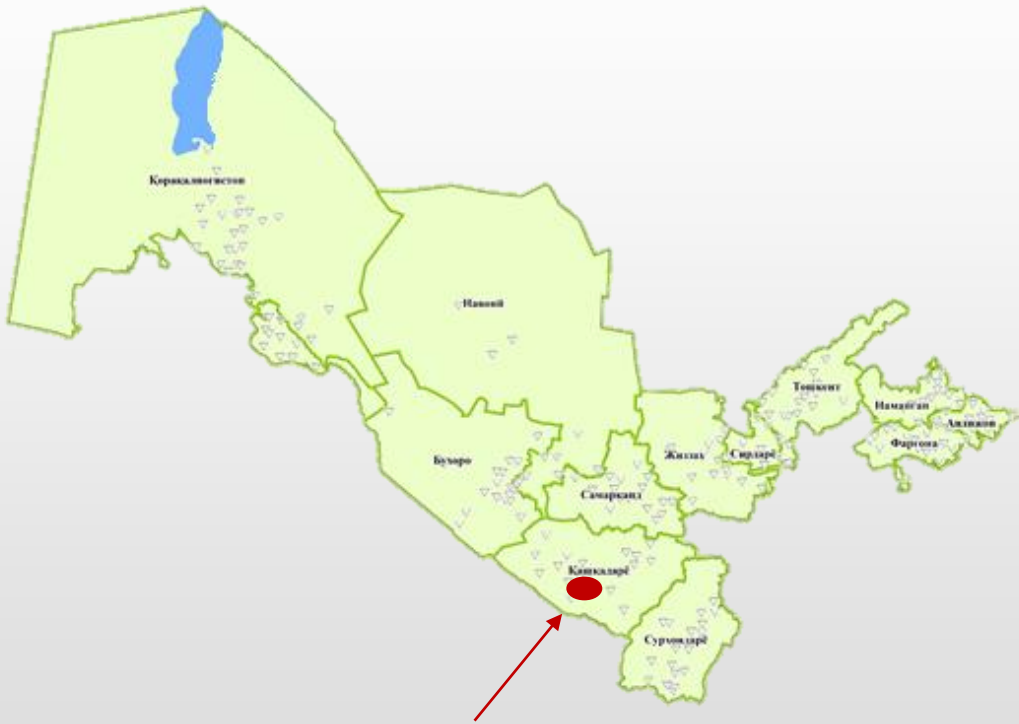 Қорақалпоғистон
Навоий
Тошкент
Наманган
Андижон
Фарғона
Бухоро
Жиззах
Сирдарё
Самарқанд
Қашқадарё
Сурхондарё